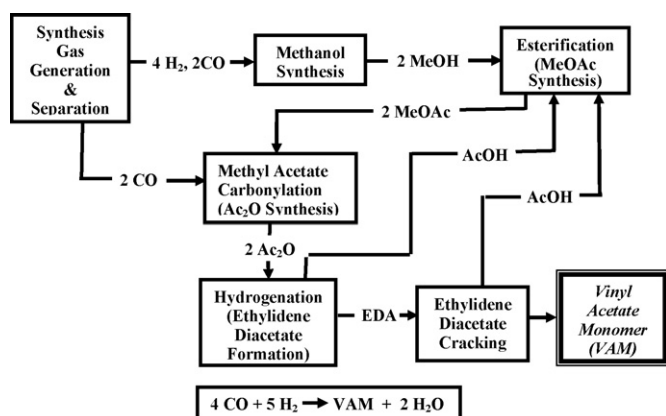 Synthesis
Gas
Generation
&
Separation
4 H₂, 2CO
Methanol
Synthesis
2 MeOH
Esterification
(MeOAc
Synthesis)
2 MeOAc
AcOH
2 CO
Methyl Acetate
Carbonylation
(Ac₂O Synthesis)
AcOH
2 Ac₂O
Hydrogenation
(Ethylidene
Diacetate
Formation)
EDA
Ethylidene
Diacetate
Cracking
Vinyl
Acetate
Monomer
(VAM)
4 CO + 5 H₂ → VAM + 2 H₂O